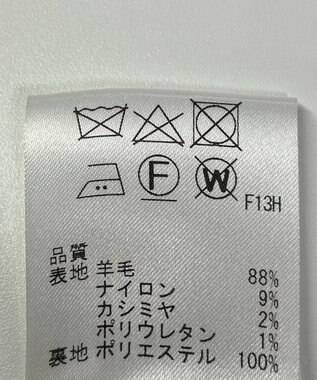 F W
F13H
品質
表地 羊毛 88%
ナイロン 9%
カシミヤ 2%
ポリウレタン 1%
裏地 ポリエステル 100%